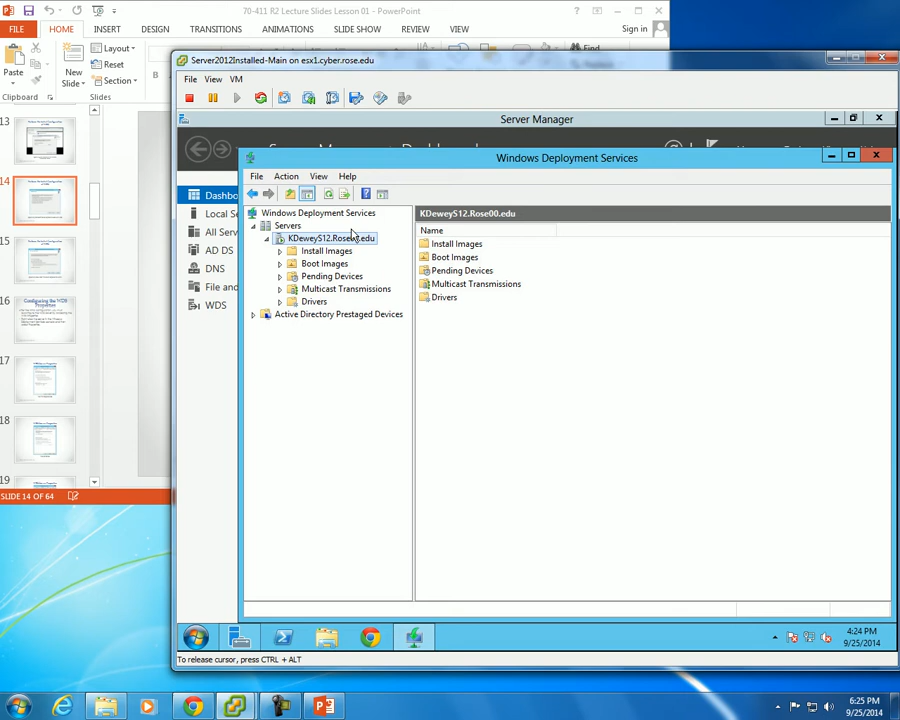 70-411 R2 Lecture Slides Lesson 01 - PowerPoint
FILE HOME INSERT DESIGN TRANSITIONS ANIMATIONS SLIDE SHOW REVIEW VIEW Sign in
Paste
New
Slide
Layout
Reset
Section
B
Find
Clipboard
Slides
13
14
15
16
17
18
19
SLIDE 14 OF 64
Server2012Installed-Main on esx1.cyber.rose.edu
File View VM
Server Manager
Dashbo
Local Se
All Serv
AD DS
DNS
File and
WDS
Windows Deployment Services
File Action View Help
Windows Deployment Services
Servers
KDeweyS12.Rose00.edu
Install Images
Boot Images
Pending Devices
Multicast Transmissions
Drivers
Active Directory Prestaged Devices
KDeweyS12.Rose00.edu
Name
Install Images
Boot Images
Pending Devices
Multicast Transmissions
Drivers
4:24 PM
9/25/2014
To release cursor, press CTRL + ALT
6:25 PM
9/25/2014